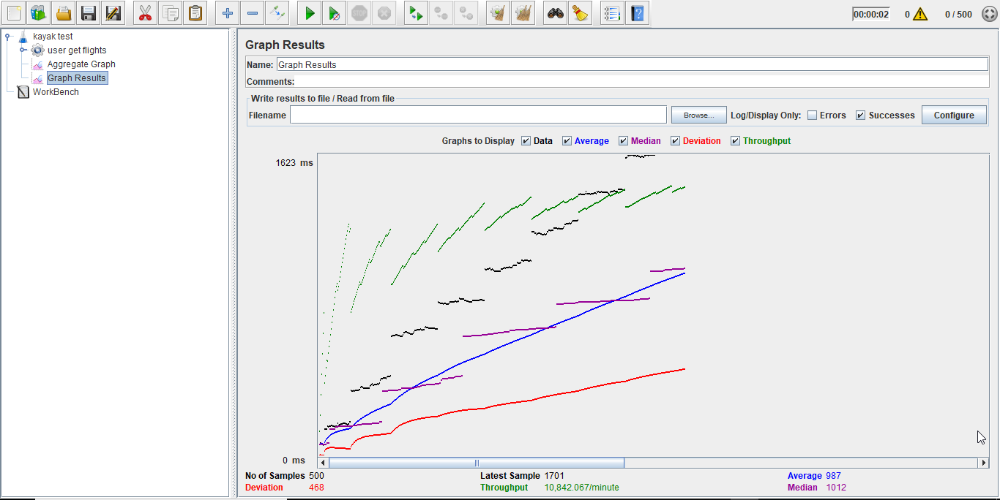 STOP
00:00:02 0 0 / 500
kayak test
user get flights
Aggregate Graph
Graph Results
WorkBench
Graph Results
Name: Graph Results
Comments:
Write results to file / Read from file
Filename Browse... Log/Display Only: Errors Successes Configure
Graphs to Display Data Average Median Deviation Throughput
1623 ms
0 ms
No of Samples 500 Latest Sample 1701 Average 987
Deviation 468 Throughput 10,842.067/minute Median 1012